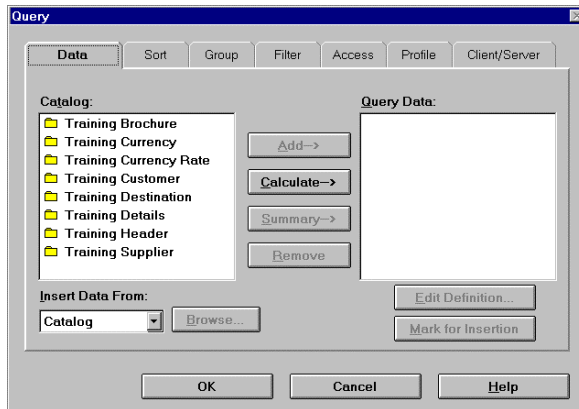 Query
Data Sort Group Filter Access Profile Client/Server
Catalog: Query Data:
Training Brochure
Training Currency
Training Currency Rate
Training Customer
Training Destination
Training Details
Training Header
Training Supplier
Add-->
Calculate-->
Summary-->
Remove
Insert Data From:
Catalog Browse...
Edit Definition...
Mark for Insertion
OK Cancel Help